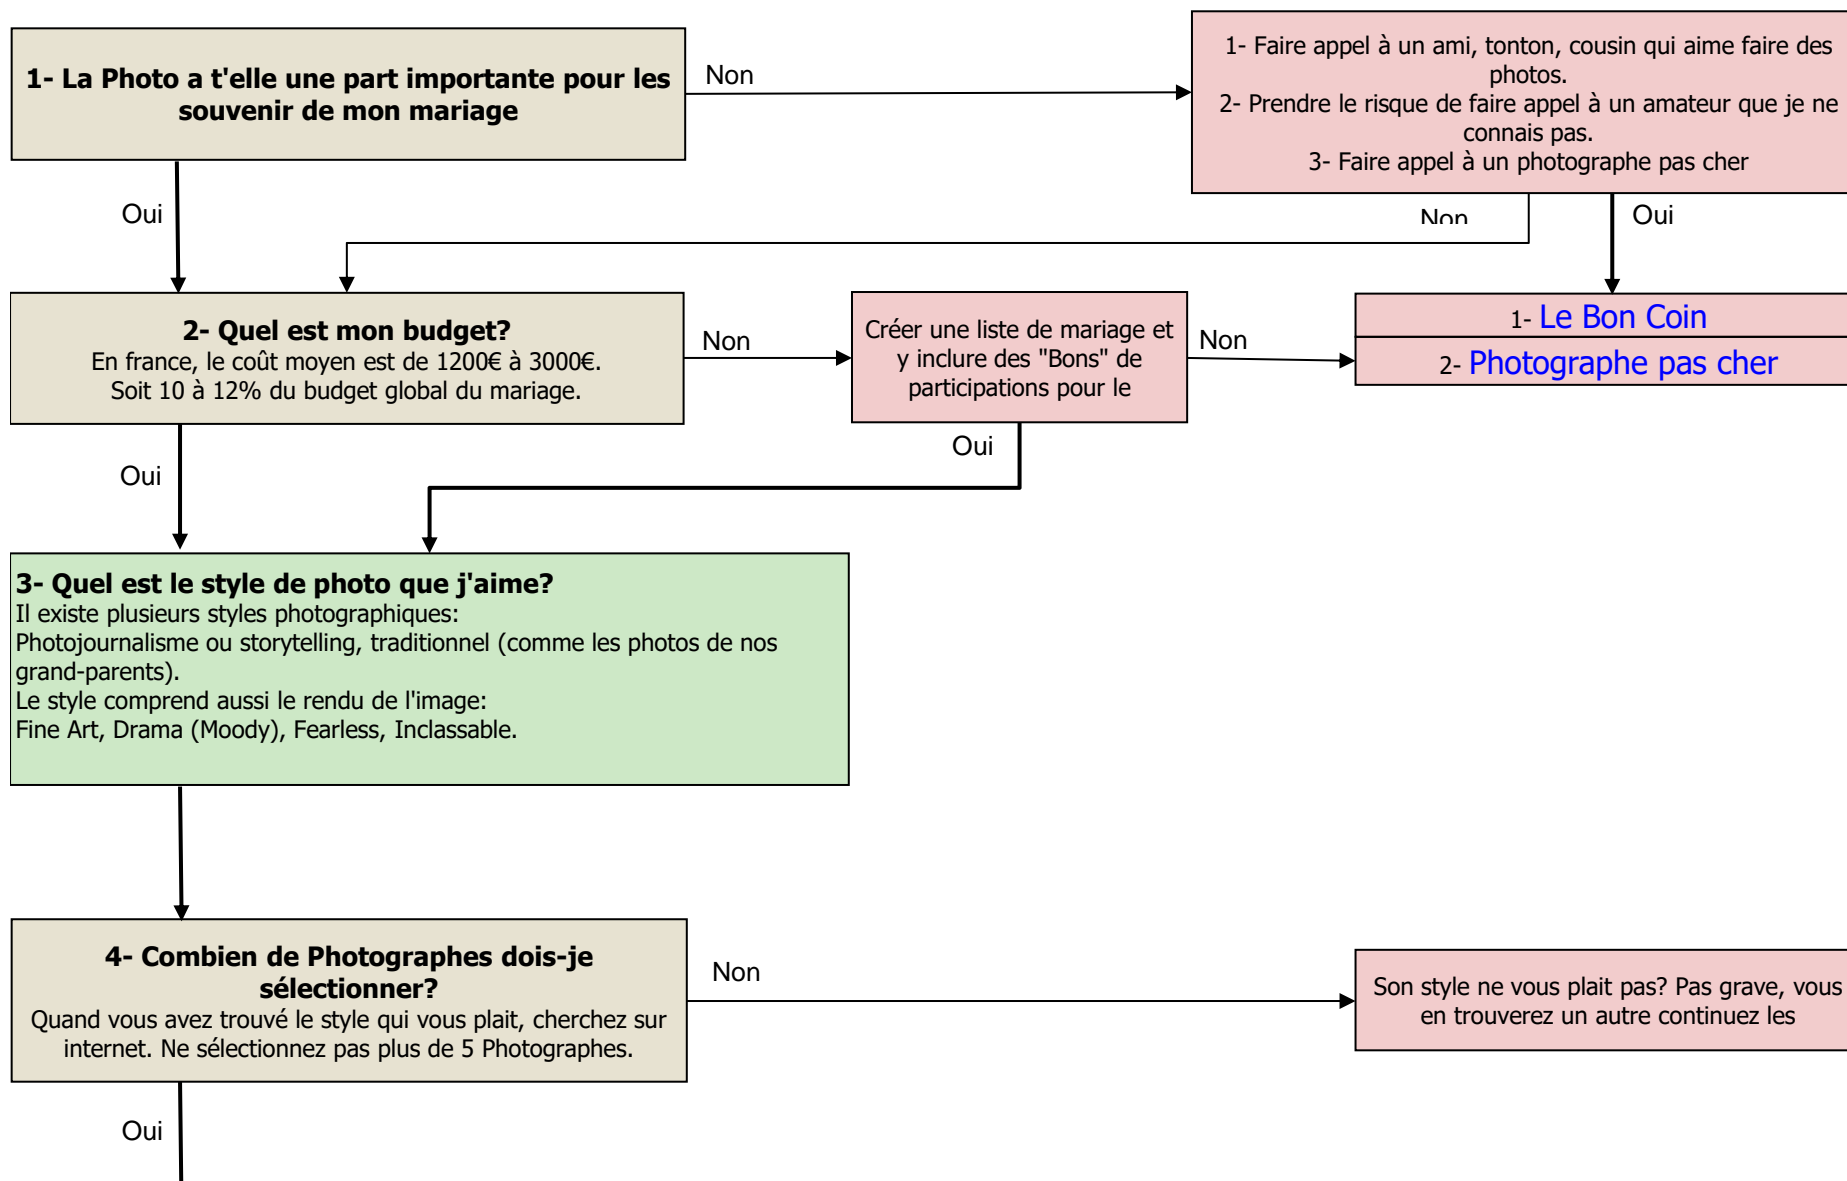 1- La Photo a t'elle une part importante pour les
souvenir de mon mariage
Non
1- Faire appel à un ami, tonton, cousin qui aime faire des
photos.
2- Prendre le risque de faire appel à un amateur que je ne
connais pas.
3- Faire appel à un photographe pas cher
Oui
Non
Oui
2- Quel est mon budget?
En france, le coût moyen est de 1200€ à 3000€.
Soit 10 à 12% du budget global du mariage.
Non
Créer une liste de mariage et
y inclure des "Bons" de
participations pour le
Non
1- Le Bon Coin
2- Photographe pas cher
Oui
Oui
3- Quel est le style de photo que j'aime?
Il existe plusieurs styles photographiques:
Photojournalisme ou storytelling, traditionnel (comme les photos de nos
grand-parents).
Le style comprend aussi le rendu de l'image:
Fine Art, Drama (Moody), Fearless, Inclassable.
4- Combien de Photographes dois-je
sélectionner?
Quand vous avez trouvé le style qui vous plait, cherchez sur
internet. Ne sélectionnez pas plus de 5 Photographes.
Non
Son style ne vous plait pas? Pas grave, vous
en trouverez un autre continuez les
Oui